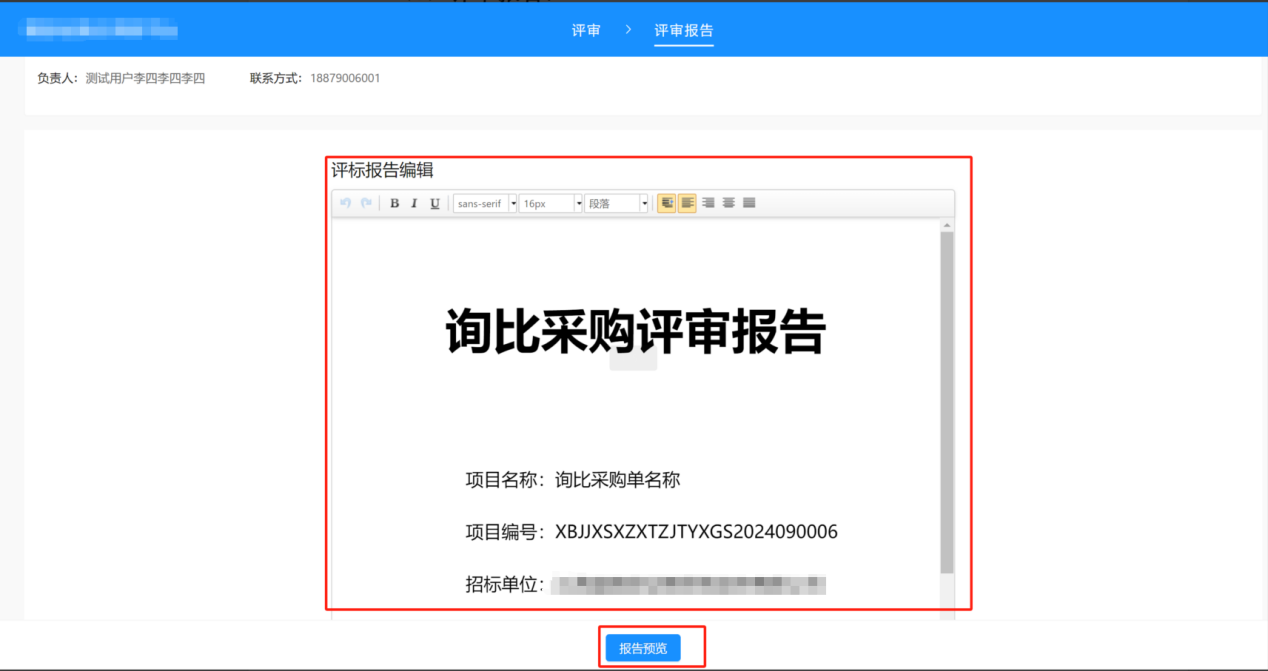 评审 > 评审报告
负责人：测试用户李四李四李四 联系方式：18879006001
评标报告编辑
B I U sans-serif 16px 段落
询比采购评审报告
项目名称：询比采购单名称
项目编号：XBJJXSXZXTZJTYXGS2024090006
招标单位：
报告预览